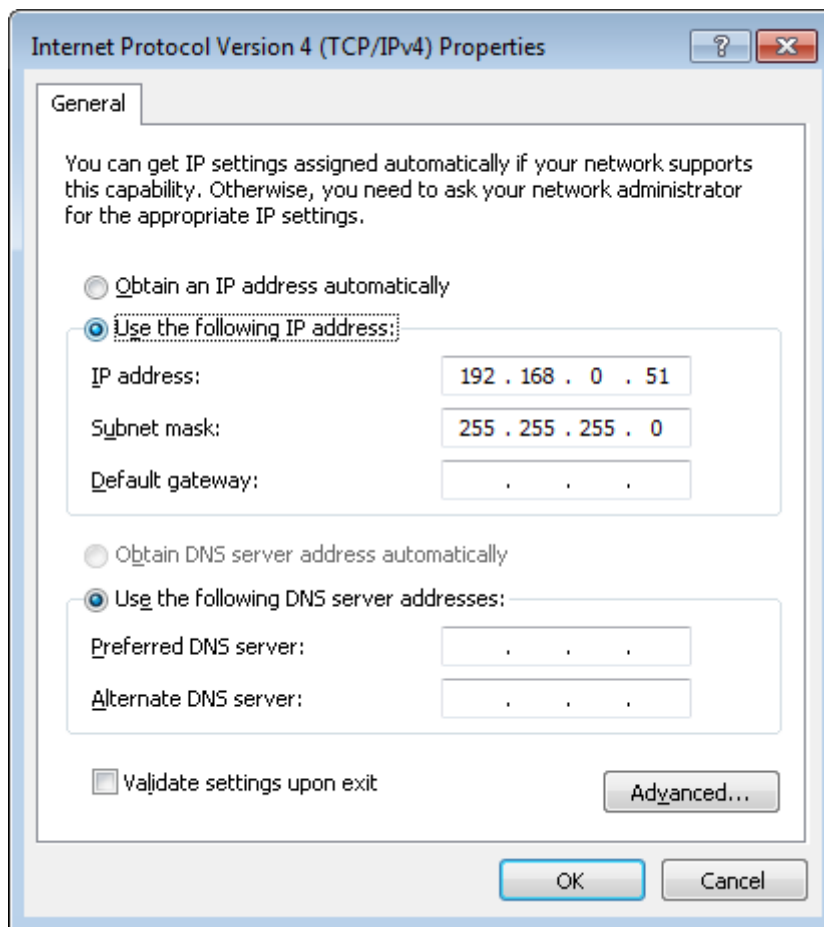 Internet Protocol Version 4 (TCP/IPv4) Properties
General
You can get IP settings assigned automatically if your network supports
this capability. Otherwise, you need to ask your network administrator
for the appropriate IP settings.
Obtain an IP address automatically
Use the following IP address:
IP address: 192 . 168 . 0 . 51
Subnet mask: 255 . 255 . 255 . 0
Default gateway: . . .
Obtain DNS server address automatically
Use the following DNS server addresses:
Preferred DNS server: . . .
Alternate DNS server: . . .
Validate settings upon exit
Advanced...
OK Cancel